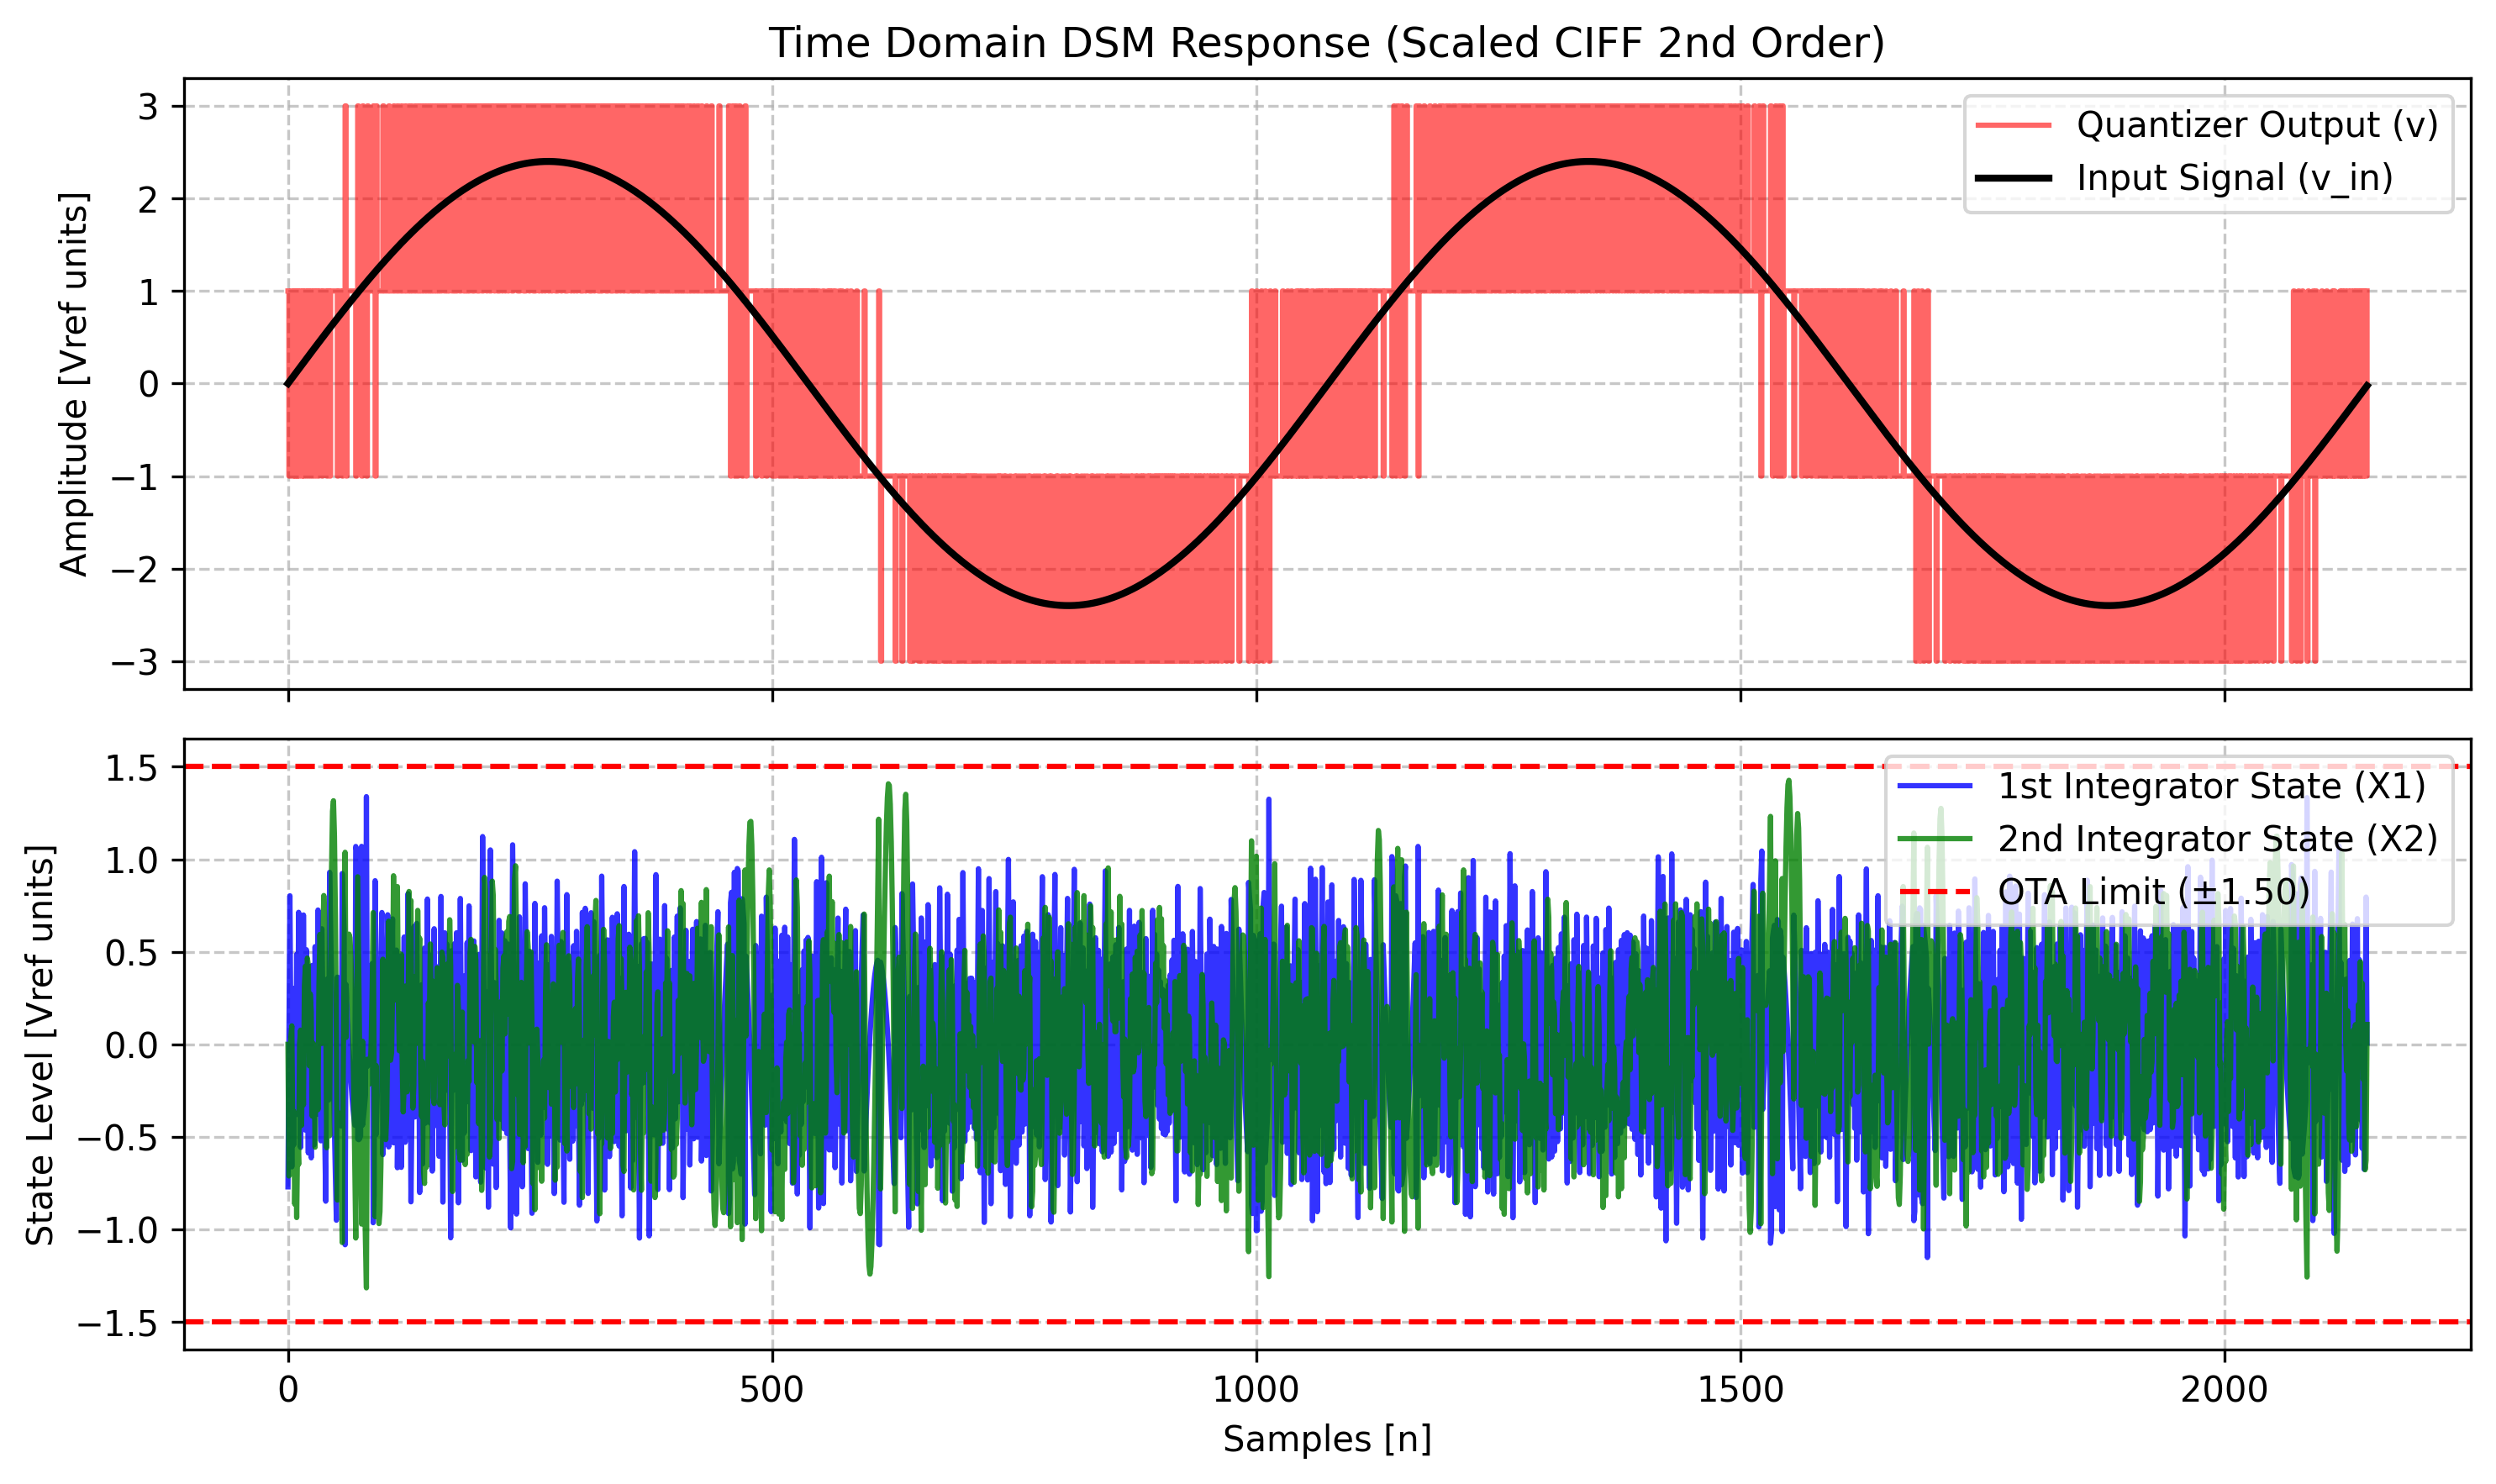 Time Domain DSM Response (Scaled CIFF 2nd Order)
Amplitude [Vref units]
3
2
1
0
−1
−2
−3
Quantizer Output (v)
Input Signal (v_in)
State Level [Vref units]
1.5
1.0
0.5
0.0
−0.5
−1.0
−1.5
1st Integrator State (X1)
2nd Integrator State (X2)
OTA Limit (±1.50)
0 500 1000 1500 2000
Samples [n]